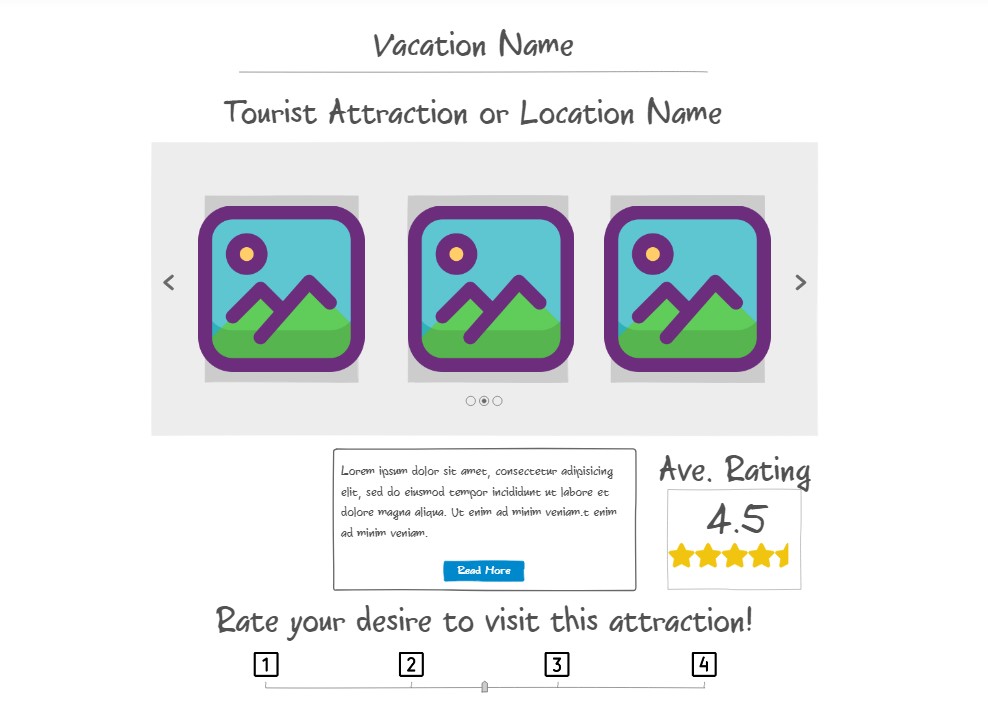 Vacation Name
Tourist Attraction or Location Name
Lorem ipsum dolor sit amet, consectetur adipisicing
elit, sed do eiusmod tempor incididunt ut labore et
dolore magna aliqua. Ut enim ad minim veniam.t enim
ad minim veniam.
Read More
Ave. Rating
4.5
Rate your desire to visit this attraction!
1 2 3 4